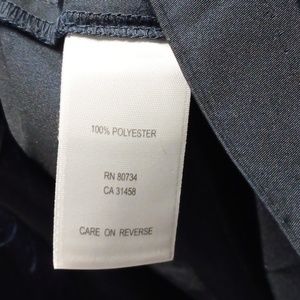 100% POLYESTER
RN 80734
CA 31458
CARE ON REVERSE